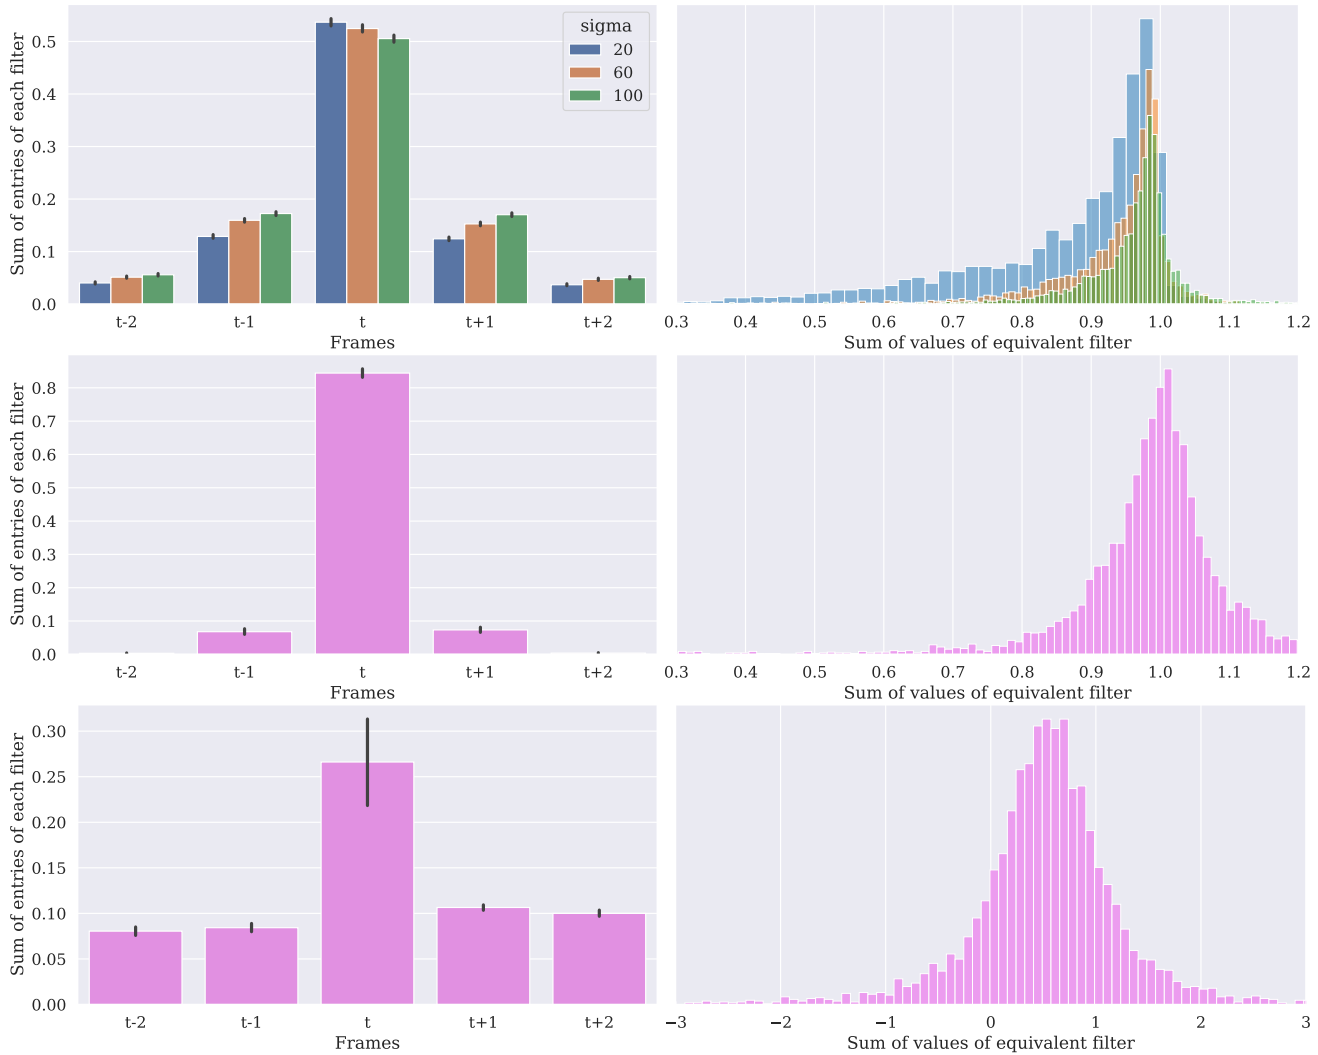 Sum of entries of each filter
0.5
0.4
0.3
0.2
0.1
0.0
t-2 t-1 t t+1 t+2
Frames
sigma
20
60
100
0.3 0.4 0.5 0.6 0.7 0.8 0.9 1.0 1.1 1.2
Sum of values of equivalent filter
Sum of entries of each filter
0.8
0.7
0.6
0.5
0.4
0.3
0.2
0.1
0.0
t-2 t-1 t t+1 t+2
Frames
0.3 0.4 0.5 0.6 0.7 0.8 0.9 1.0 1.1 1.2
Sum of values of equivalent filter
Sum of entries of each filter
0.30
0.25
0.20
0.15
0.10
0.05
0.00
t-2 t-1 t t+1 t+2
Frames
−3 −2 −1 0 1 2 3
Sum of values of equivalent filter